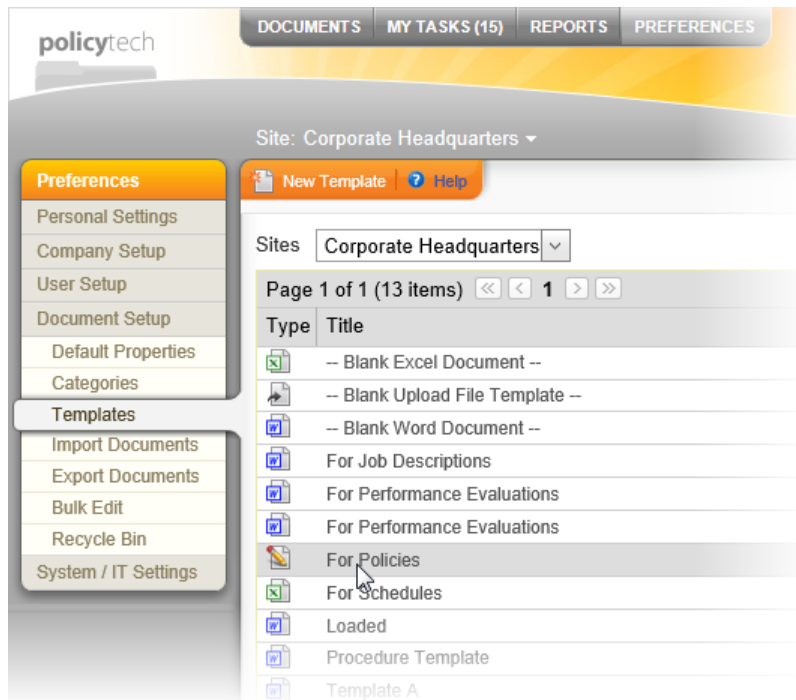 DOCUMENTS MY TASKS (15) REPORTS PREFERENCES
policytech
Site: Corporate Headquarters
Preferences
New Template Help
Personal Settings
Company Setup
User Setup
Document Setup
Default Properties
Categories
Templates
Import Documents
Export Documents
Bulk Edit
Recycle Bin
System / IT Settings
Sites Corporate Headquarters
Page 1 of 1 (13 items) 1
Type Title
-- Blank Excel Document --
-- Blank Upload File Template --
-- Blank Word Document --
For Job Descriptions
For Performance Evaluations
For Performance Evaluations
For Policies
For Schedules
Loaded
Procedure Template
Template A